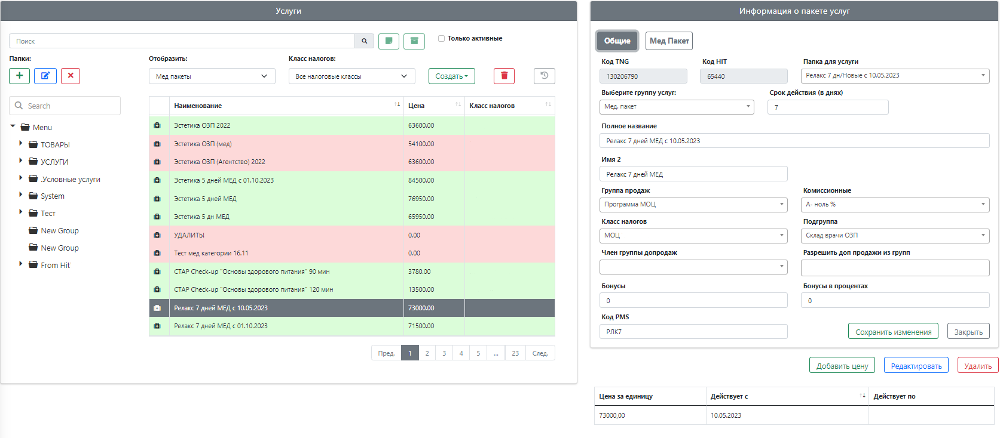 Услуги
Поиск
Только активные
Папки:
Отобразить:
Класс налогов:
Мед пакеты
Все налоговые классы
Создать
Search
Menu
ТОВАРЫ
УСЛУГИ
.Условные услуги
System
Тест
New Group
New Group
From Hit
Наименование Цена Класс налогов
Эстетика ОЗП 2022 63600.00
Эстетика ОЗП (мед) 54100.00
Эстетика ОЗП (Агентство) 2022 63600.00
Эстетика 5 дней МЕД с 01.10.2023 84500.00
Эстетика 5 дней МЕД 76950.00
Эстетика 5 дн МЕД 65950.00
УДАЛИТЬ! 0.00
Тест мед категории 16.11 0.00
СТАР Check-up "Основы здорового питания" 90 мин 3780.00
СТАР Check-up "Основы здорового питания" 120 мин 13500.00
Релакс 7 дней МЕД с 10.05.2023 73000.00
Релакс 7 дней МЕД с 01.10.2023 71500.00
Пред. 1 2 3 4 5 ... 23 След.
Информация о пакете услуг
Общие Мед Пакет
Код TNG Код HIT Папка для услуги
130206790 65440 Релакс 7 дн/Новые с 10.05.2023
Выберите группу услуг: Срок действия (в днях)
Мед. пакет 7
Полное название
Релакс 7 дней МЕД с 10.05.2023
Имя 2
Релакс 7 дней МЕД
Группа продаж Комиссионные
Программа МОЦ А- ноль %
Класс налогов Подгруппа
МОЦ Склад врачи ОЗП
Член группы допродаж Разрешить доп продажи из групп
Бонусы Бонусы в процентах
0 0
Код PMS
РЛК7 Сохранить изменения Закрыть
Добавить цену Редактировать Удалить
Цена за единицу Действует с Действует по
73000,00 10.05.2023